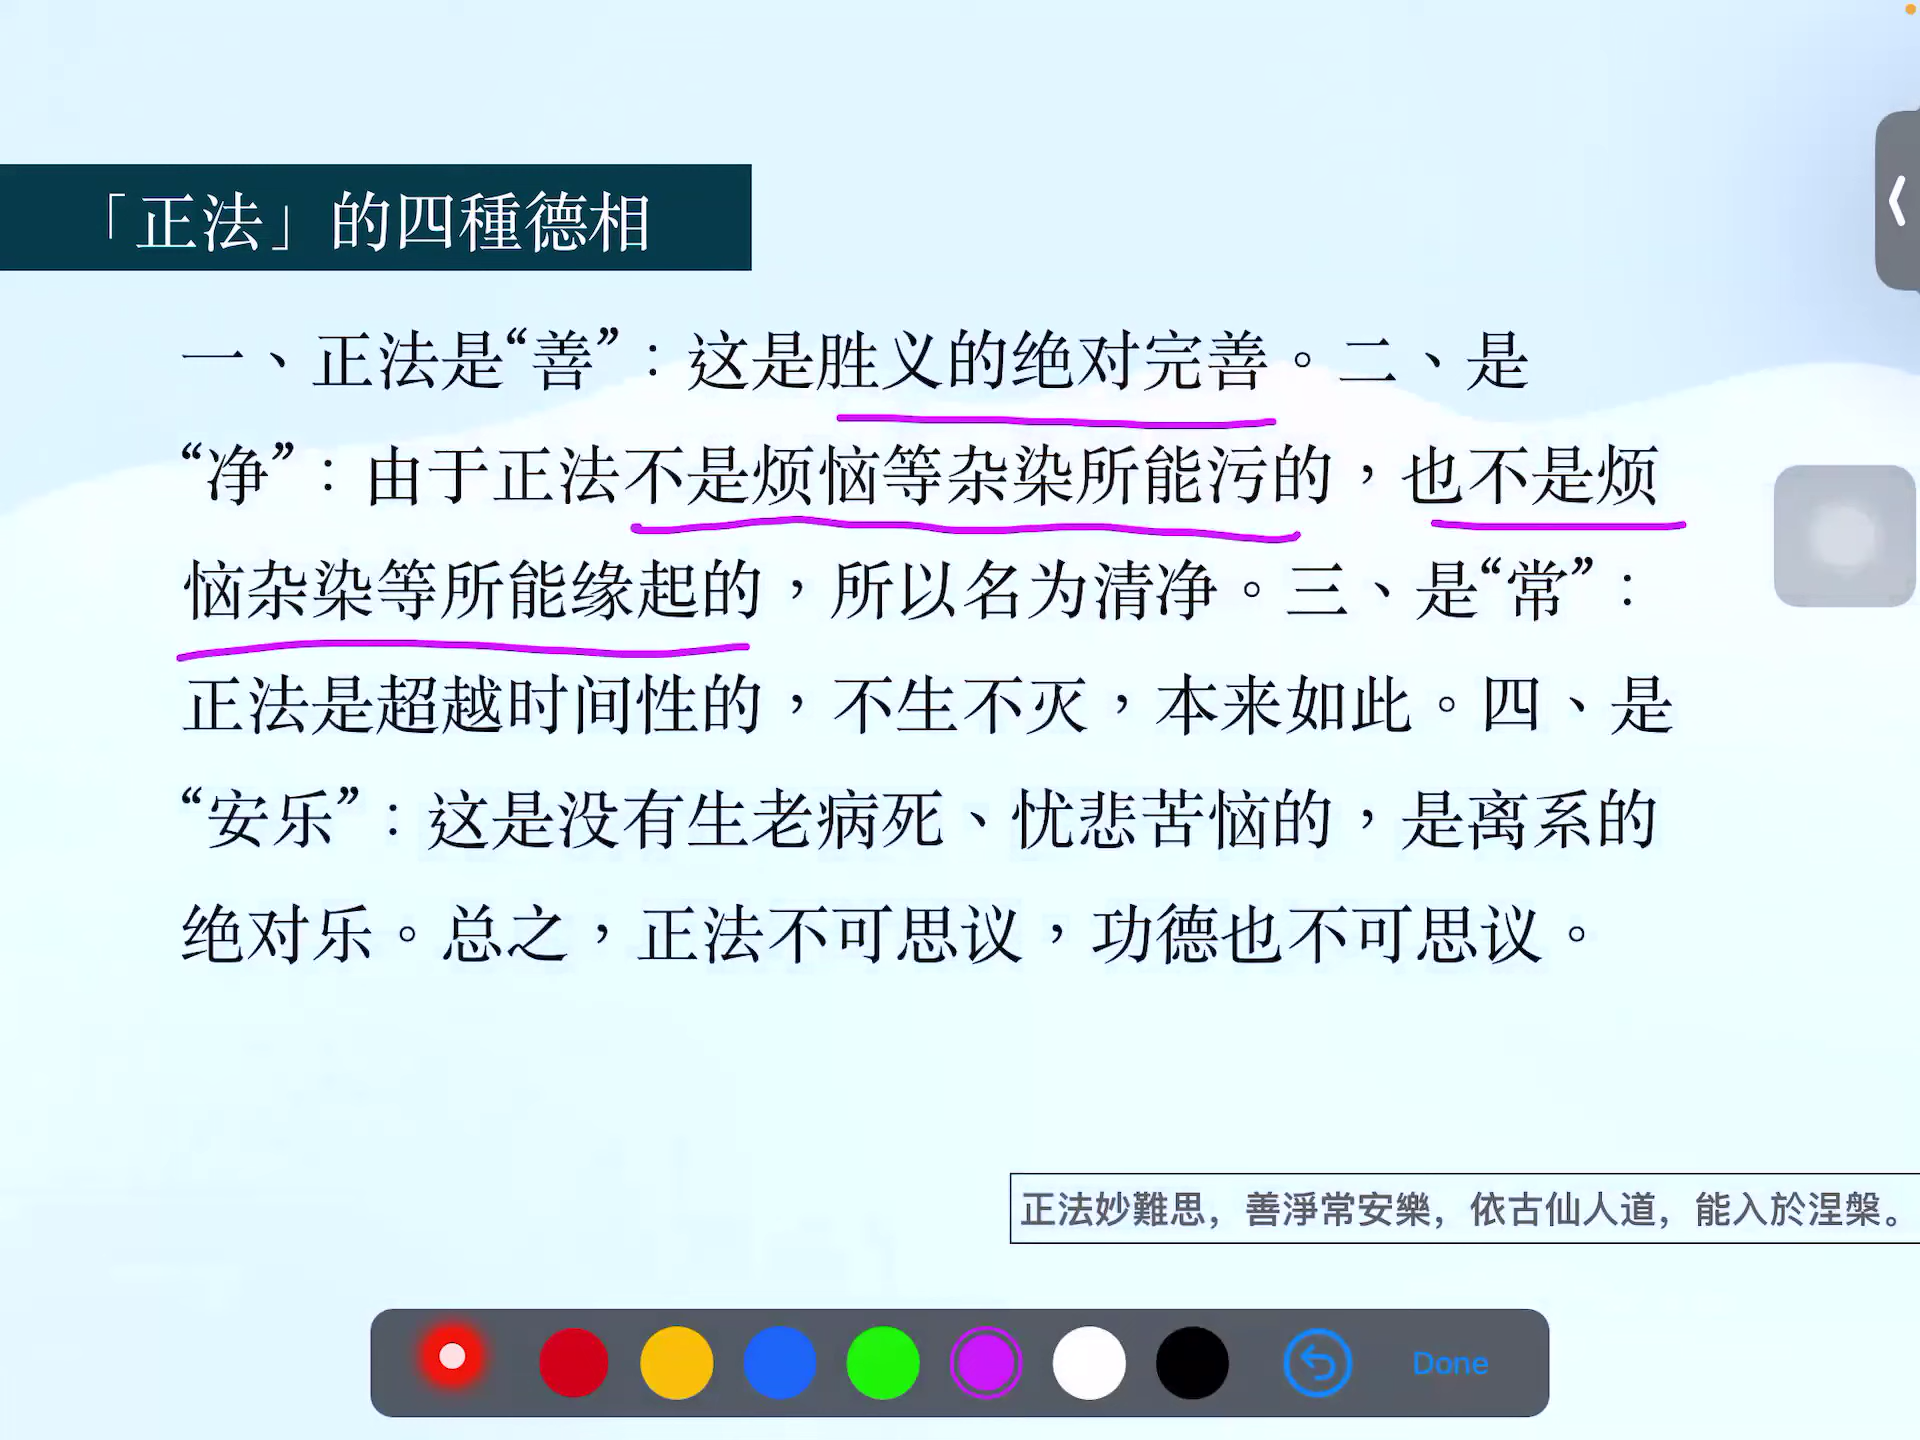 「正法」的四種德相
一、正法是“善”：这是胜义的绝对完善。二、是
“净”：由于正法不是烦恼等杂染所能污的，也不是烦
恼杂染等所能缘起的，所以名为清净。三、是“常”：
正法是超越时间性的，不生不灭，本来如此。四、是
“安乐”：这是没有生老病死、忧悲苦恼的，是离系的
绝对乐。总之，正法不可思议，功德也不可思议。
正法妙難思，善淨常安樂，依古仙人道，能入於涅槃。
Done